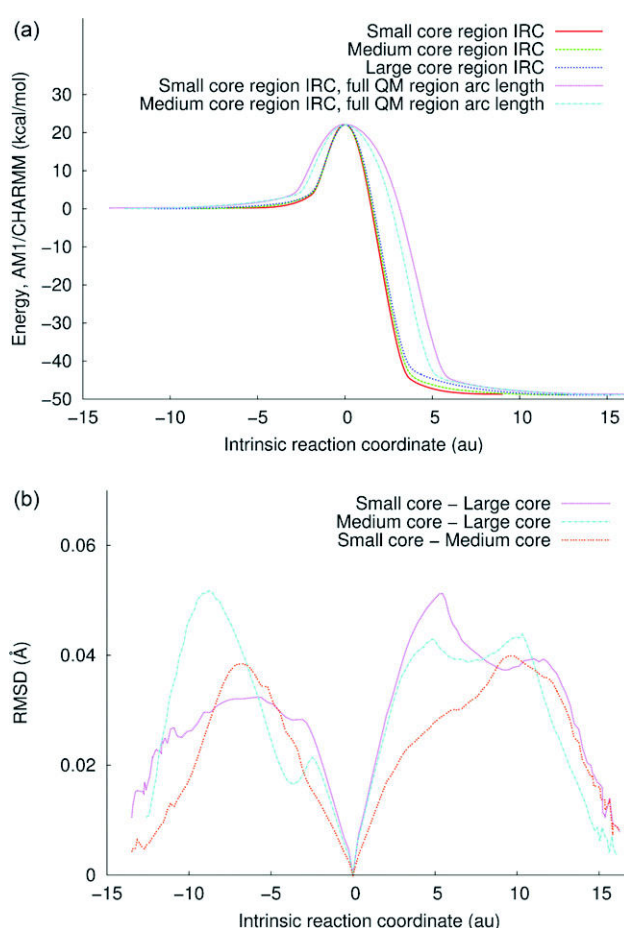 (a)
Small core region IRC
Medium core region IRC
Large core region IRC
Small core region IRC, full QM region arc length
Medium core region IRC, full QM region arc length
Energy, AM1/CHARMM (kcal/mol)
30
20
10
0
−10
−20
−30
−40
−50
−15 −10 −5 0 5 10 15
Intrinsic reaction coordinate (au)
(b)
Small core − Large core
Medium core − Large core
Small core − Medium core
RMSD (Å)
0.06
0.04
0.02
0
−15 −10 −5 0 5 10 15
Intrinsic reaction coordinate (au)